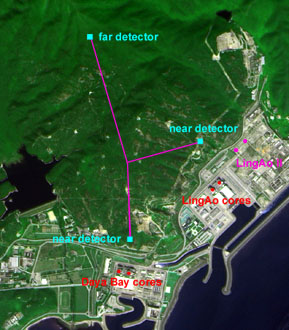 far detector
near detector
LingAo II
LingAo cores
near detector
Daya Bay cores